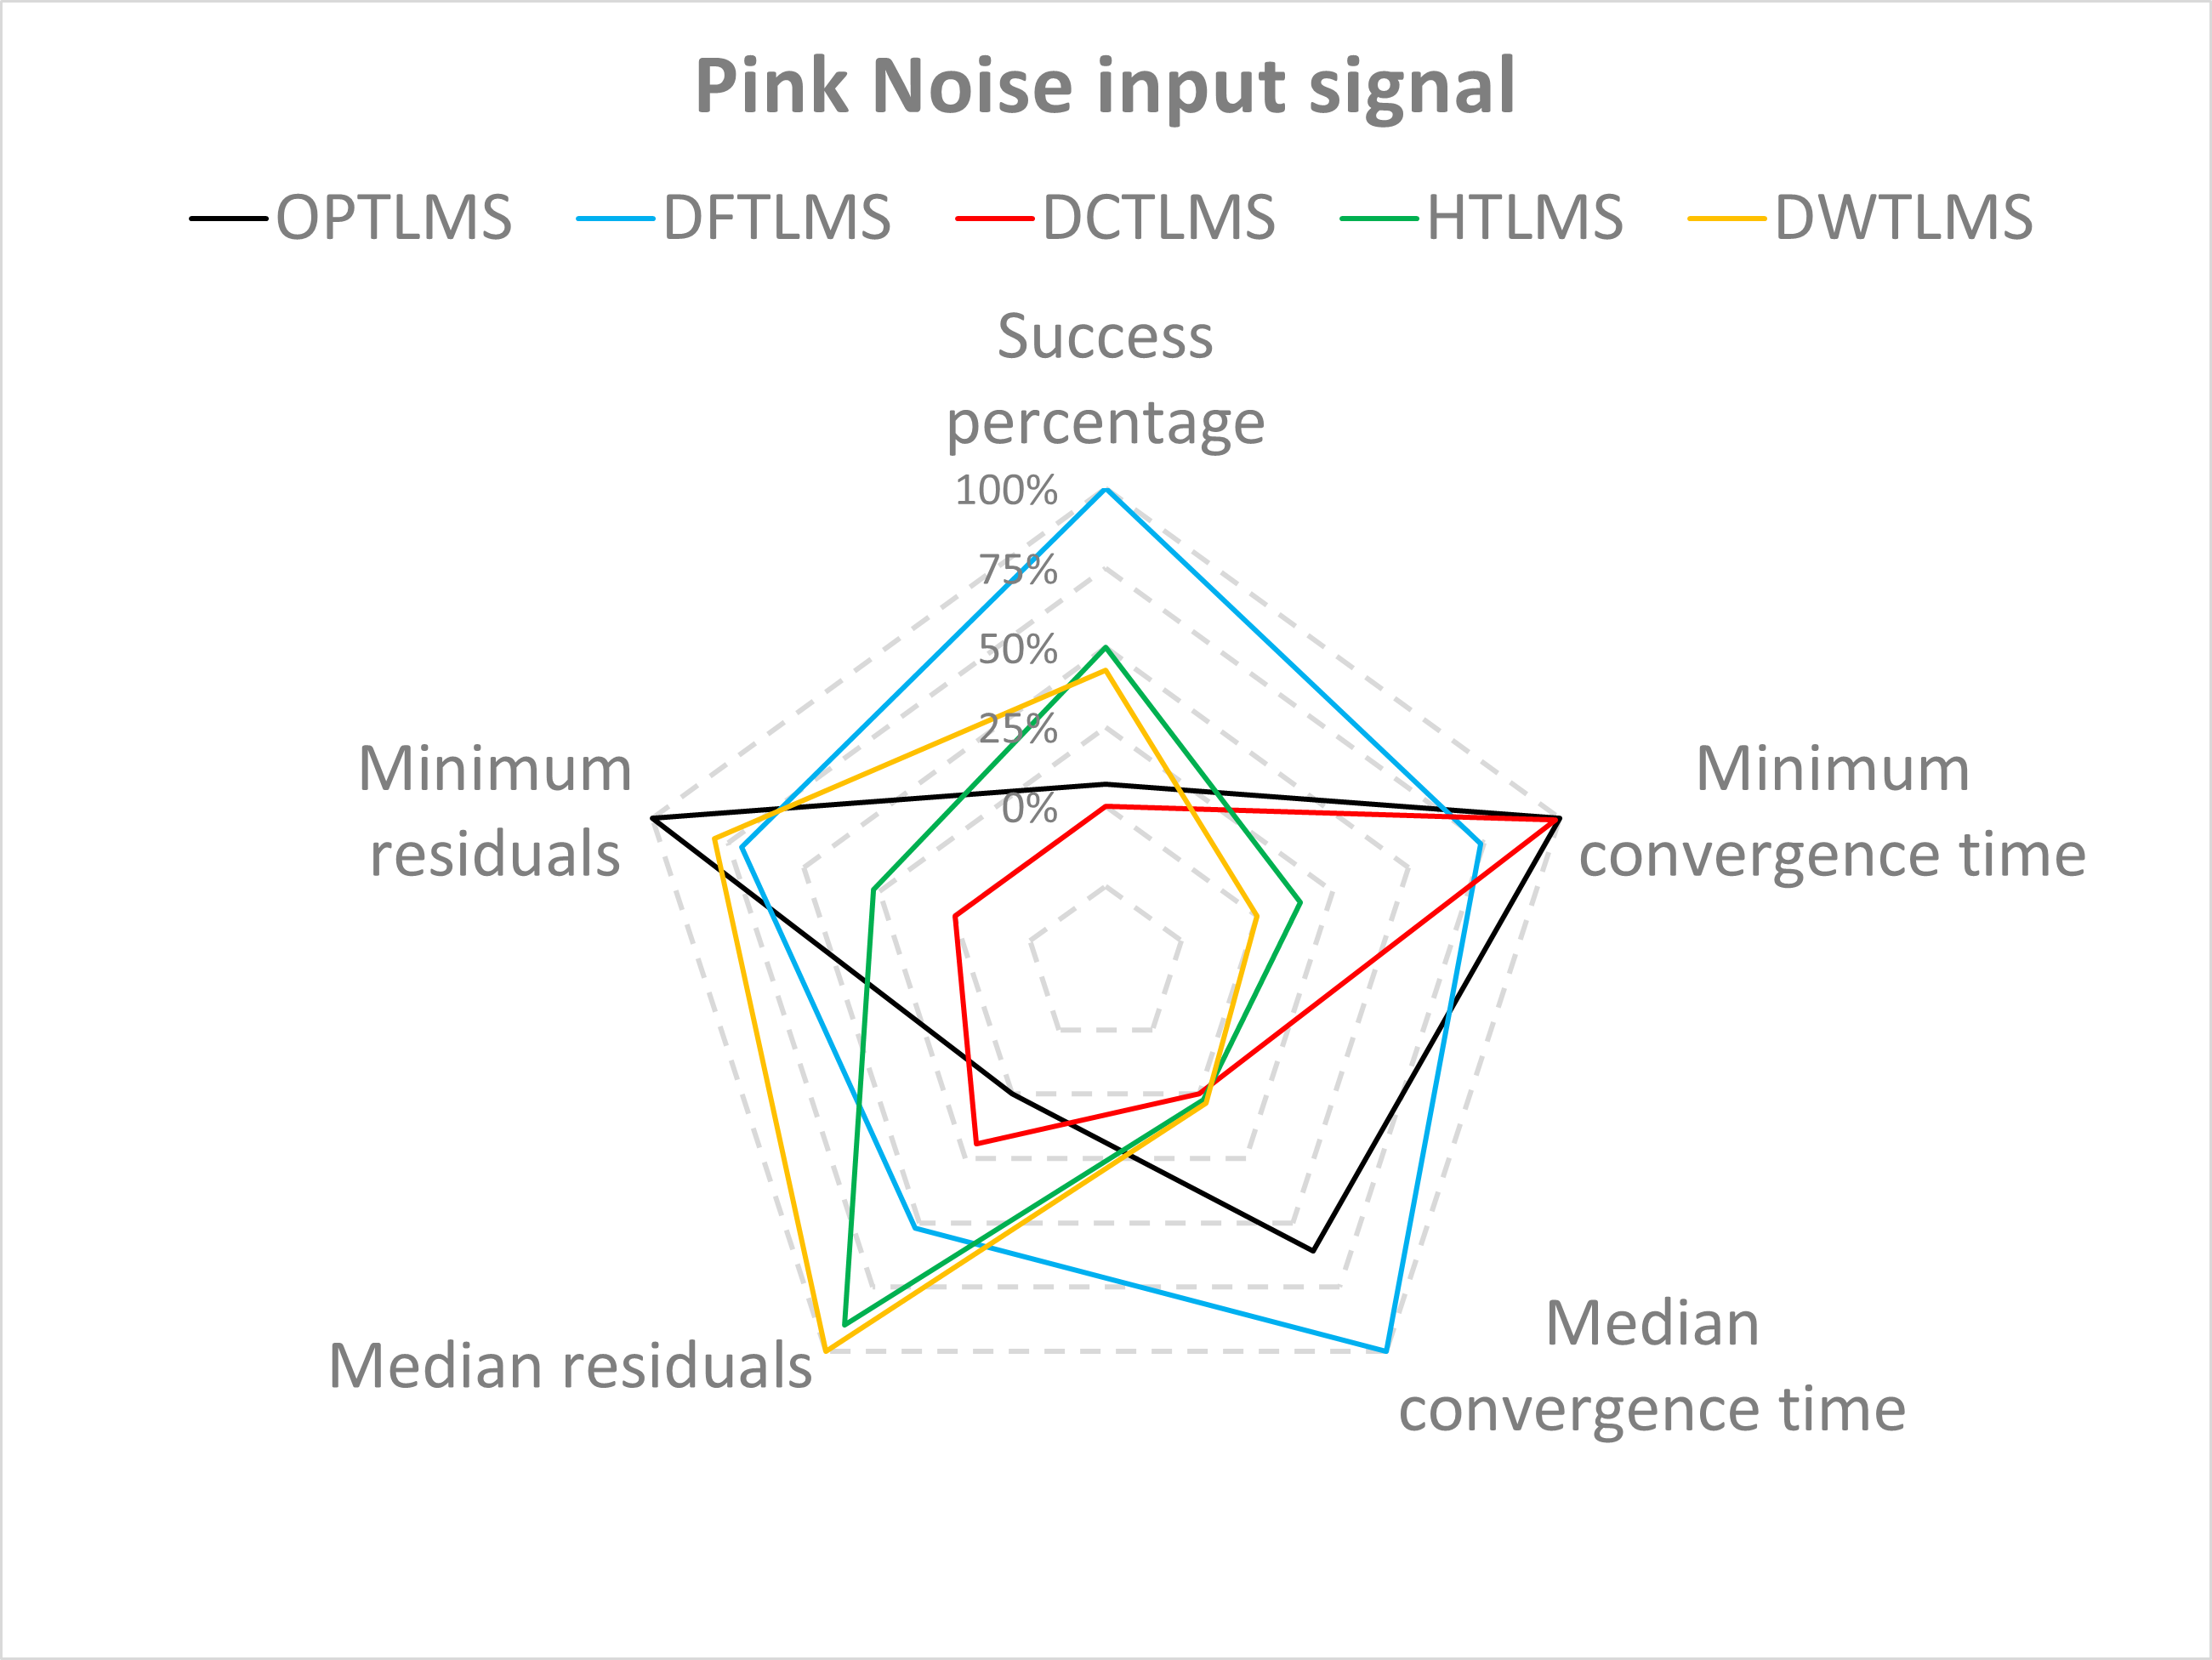 Pink Noise input signal
OPTLMS DFTLMS DCTLMS HTLMS DWTLMS
Success
percentage
100%
75%
50%
25%
0%
Minimum
residuals
Minimum
convergence time
Median residuals
Median
convergence time